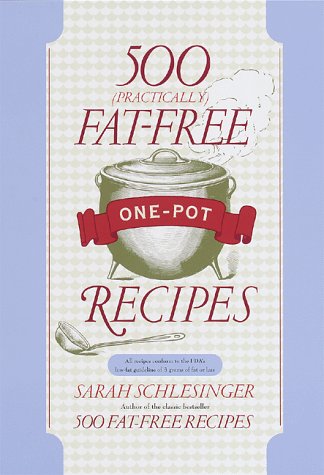 500
(PRACTICALLY)
FAT-FREE
ONE-POT
RECIPES
All recipes conform to the FDA's
low-fat guideline of 3 grams of fat or less
SARAH SCHLESINGER
Author of the classic bestseller
500 FAT-FREE RECIPES